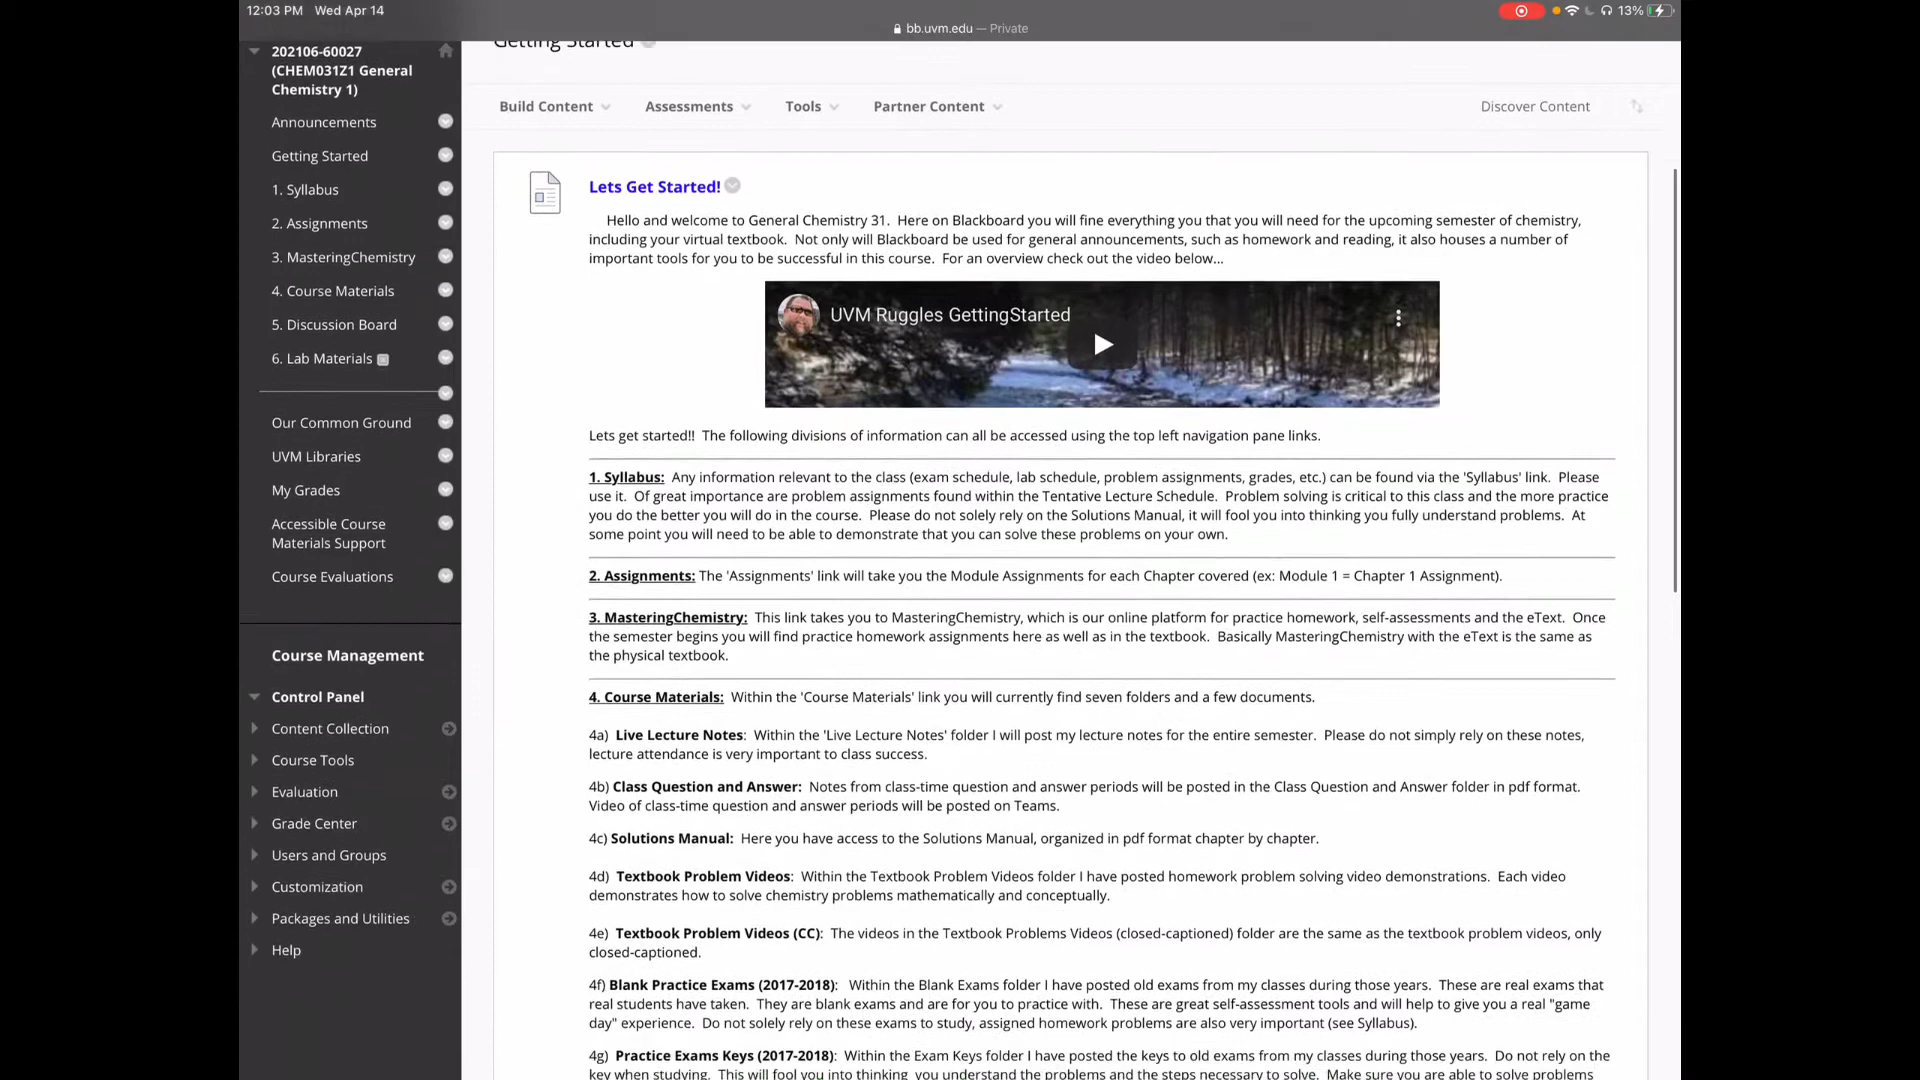 12:03 PM Wed Apr 14
13%
bb.uvm.edu — Private
202106-60027
(CHEM031Z1 General
Chemistry 1)
Announcements
Getting Started
1. Syllabus
2. Assignments
3. MasteringChemistry
4. Course Materials
5. Discussion Board
6. Lab Materials
Our Common Ground
UVM Libraries
My Grades
Accessible Course
Materials Support
Course Evaluations
Course Management
Control Panel
Content Collection
Course Tools
Evaluation
Grade Center
Users and Groups
Customization
Packages and Utilities
Help
Getting Started
Build Content Assessments Tools Partner Content Discover Content
Lets Get Started!
Hello and welcome to General Chemistry 31. Here on Blackboard you will fine everything you that you will need for the upcoming semester of chemistry,
including your virtual textbook. Not only will Blackboard be used for general announcements, such as homework and reading, it also houses a number of
important tools for you to be successful in this course. For an overview check out the video below...
UVM Ruggles GettingStarted
Lets get started!! The following divisions of information can all be accessed using the top left navigation pane links.
1. Syllabus: Any information relevant to the class (exam schedule, lab schedule, problem assignments, grades, etc.) can be found via the 'Syllabus' link. Please
use it. Of great importance are problem assignments found within the Tentative Lecture Schedule. Problem solving is critical to this class and the more practice
you do the better you will do in the course. Please do not solely rely on the Solutions Manual, it will fool you into thinking you fully understand problems. At
some point you will need to be able to demonstrate that you can solve these problems on your own.
2. Assignments: The 'Assignments' link will take you the Module Assignments for each Chapter covered (ex: Module 1 = Chapter 1 Assignment).
3. MasteringChemistry: This link takes you to MasteringChemistry, which is our online platform for practice homework, self-assessments and the eText. Once
the semester begins you will find practice homework assignments here as well as in the textbook. Basically MasteringChemistry with the eText is the same as
the physical textbook.
4. Course Materials: Within the 'Course Materials' link you will currently find seven folders and a few documents.
4a) Live Lecture Notes: Within the 'Live Lecture Notes' folder I will post my lecture notes for the entire semester. Please do not simply rely on these notes,
lecture attendance is very important to class success.
4b) Class Question and Answer: Notes from class-time question and answer periods will be posted in the Class Question and Answer folder in pdf format.
Video of class-time question and answer periods will be posted on Teams.
4c) Solutions Manual: Here you have access to the Solutions Manual, organized in pdf format chapter by chapter.
4d) Textbook Problem Videos: Within the Textbook Problem Videos folder I have posted homework problem solving video demonstrations. Each video
demonstrates how to solve chemistry problems mathematically and conceptually.
4e) Textbook Problem Videos (CC): The videos in the Textbook Problems Videos (closed-captioned) folder are the same as the textbook problem videos, only
closed-captioned.
4f) Blank Practice Exams (2017-2018): Within the Blank Exams folder I have posted old exams from my classes during those years. These are real exams that
real students have taken. They are blank exams and are for you to practice with. These are great self-assessment tools and will help to give you a real "game
day" experience. Do not solely rely on these exams to study, assigned homework problems are also very important (see Syllabus).
4g) Practice Exams Keys (2017-2018): Within the Exam Keys folder I have posted the keys to old exams from my classes during those years. Do not rely on the
key when studying. This will fool you into thinking you understand the problems and the steps necessary to solve. Make sure you are able to solve problems